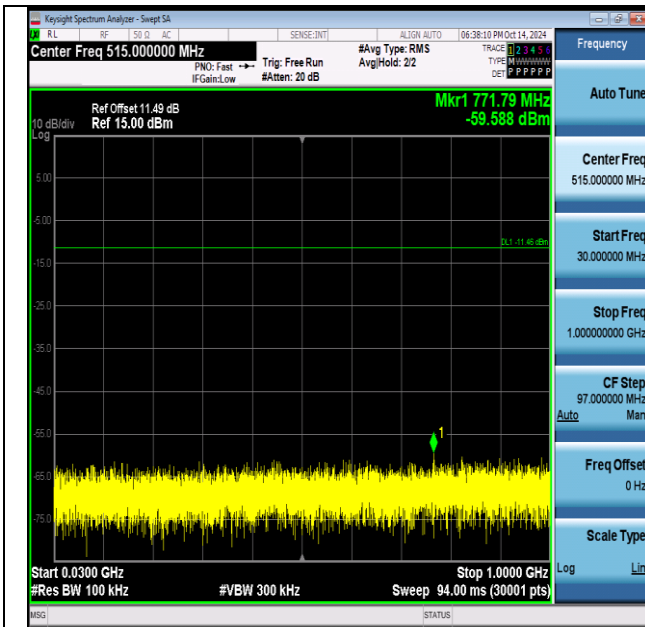 Keysight Spectrum Analyzer - Swept SA
RL RF 50 Ω AC SENSE:INT ALIGN AUTO 06:38:10 PM Oct 14, 2024
Center Freq 515.000000 MHz
PNO: Fast
IFGain:Low
Trig: Free Run
#Atten: 20 dB
#Avg Type: RMS
Avg|Hold: 2/2
TRACE 1 2 3 4 5 6
TYPE M
DET P P P P P P
Ref Offset 11.49 dB
Ref 15.00 dBm
10 dB/div
Log
Mkr1 771.79 MHz
-59.588 dBm
5.00
-5.00
DL1 -11.46 dBm
-15.0
-25.0
-35.0
-45.0
-55.0
1
-65.0
-75.0
Start 0.0300 GHz
Stop 1.0000 GHz
#Res BW 100 kHz
#VBW 300 kHz
Sweep 94.00 ms (30001 pts)
MSG
STATUS
Frequency
Auto Tune
Center Freq
515.000000 MHz
Start Freq
30.000000 MHz
Stop Freq
1.000000000 GHz
CF Step
97.000000 MHz
Auto Man
Freq Offset
0 Hz
Scale Type
Log Lin